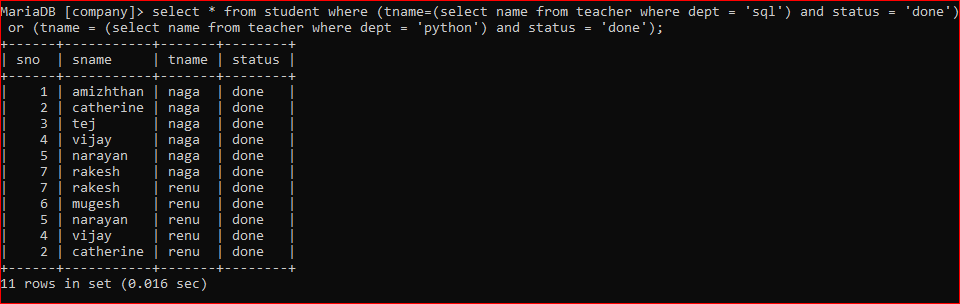 MariaDB [company]> select * from student where (tname=(select name from teacher where dept = 'sql') and status = 'done')
 or (tname = (select name from teacher where dept = 'python') and status = 'done');
+------+-----------+-------+--------+
| sno  | sname     | tname | status |
+------+-----------+-------+--------+
|    1 | amizhthan | naga  | done   |
|    2 | catherine | naga  | done   |
|    3 | tej       | naga  | done   |
|    4 | vijay     | naga  | done   |
|    5 | narayan   | naga  | done   |
|    7 | rakesh    | naga  | done   |
|    7 | rakesh    | renu  | done   |
|    6 | mugesh    | renu  | done   |
|    5 | narayan   | renu  | done   |
|    4 | vijay     | renu  | done   |
|    2 | catherine | renu  | done   |
+------+-----------+-------+--------+
11 rows in set (0.016 sec)